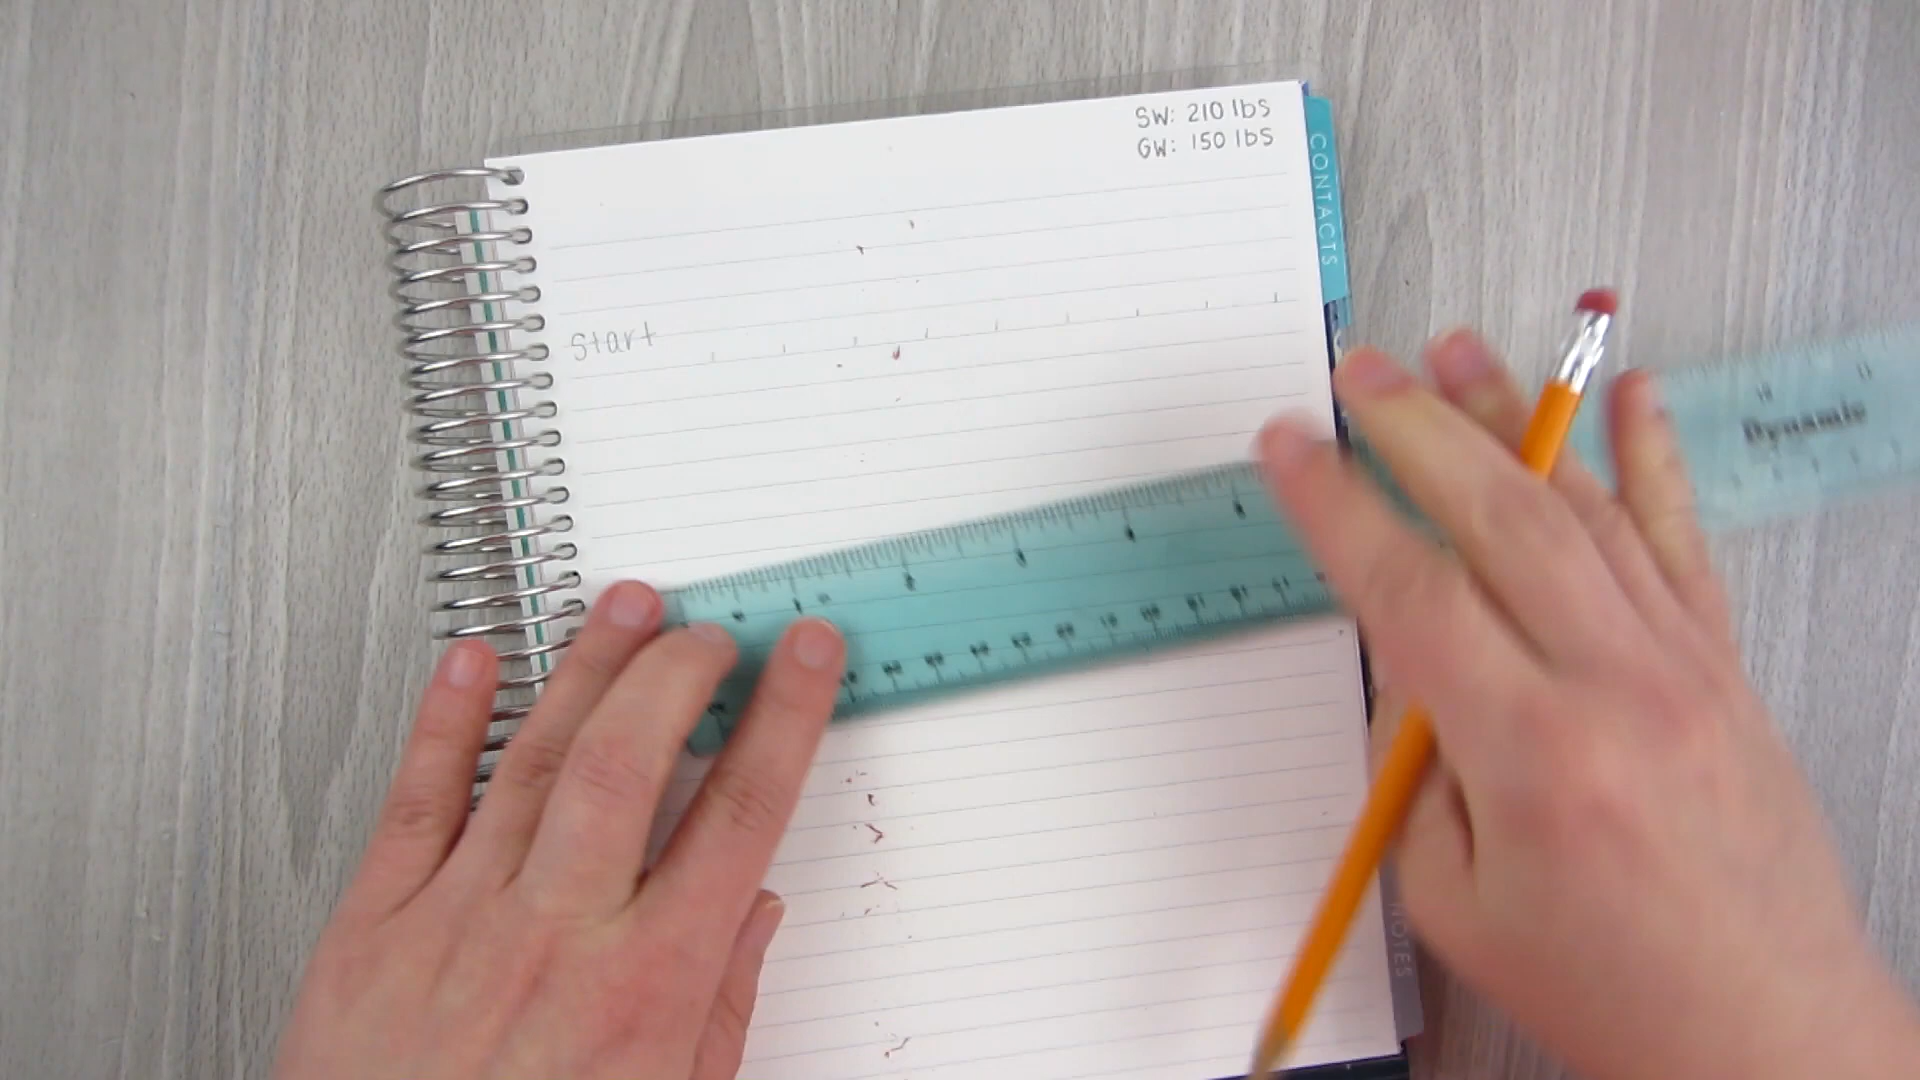 SW: 210 lbs
GW: 150 lbs
CONTACTS
Start
Dynamic
NOTES